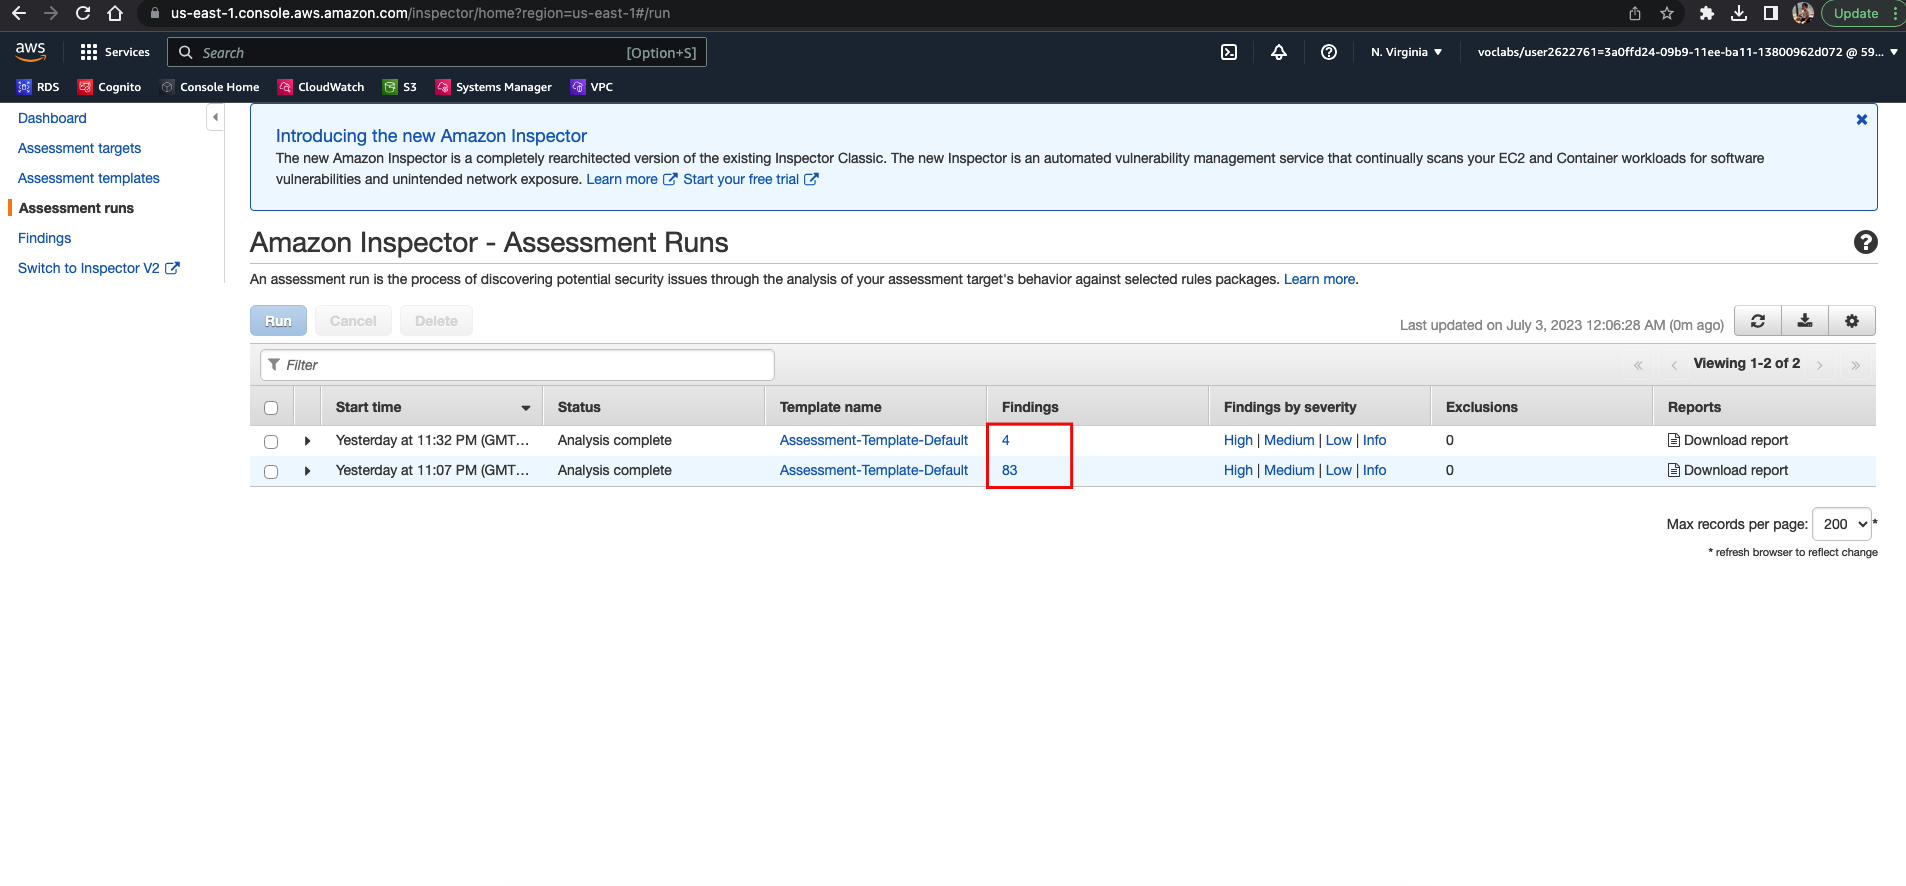 us-east-1.console.aws.amazon.com/inspector/home?region=us-east-1#/run
Update
aws
Services
Search
[Option+S]
N. Virginia
voclabs/user2622761=3a0ffd24-09b9-11ee-ba11-13800962d072 @ 59...
RDS
Cognito
Console Home
CloudWatch
S3
Systems Manager
VPC
Dashboard
Assessment targets
Assessment templates
Assessment runs
Findings
Switch to Inspector V2
Introducing the new Amazon Inspector
The new Amazon Inspector is a completely rearchitected version of the existing Inspector Classic. The new Inspector is an automated vulnerability management service that continually scans your EC2 and Container workloads for software
vulnerabilities and unintended network exposure. Learn more Start your free trial
Amazon Inspector - Assessment Runs
An assessment run is the process of discovering potential security issues through the analysis of your assessment target's behavior against selected rules packages. Learn more.
Run Cancel Delete
Last updated on July 3, 2023 12:06:28 AM (0m ago)
Filter
« ‹ Viewing 1-2 of 2 › »
Start time Status Template name Findings Findings by severity Exclusions Reports
Yesterday at 11:32 PM (GMT... Analysis complete Assessment-Template-Default 4 High | Medium | Low | Info 0 Download report
Yesterday at 11:07 PM (GMT... Analysis complete Assessment-Template-Default 83 High | Medium | Low | Info 0 Download report
Max records per page: 200 *
* refresh browser to reflect change